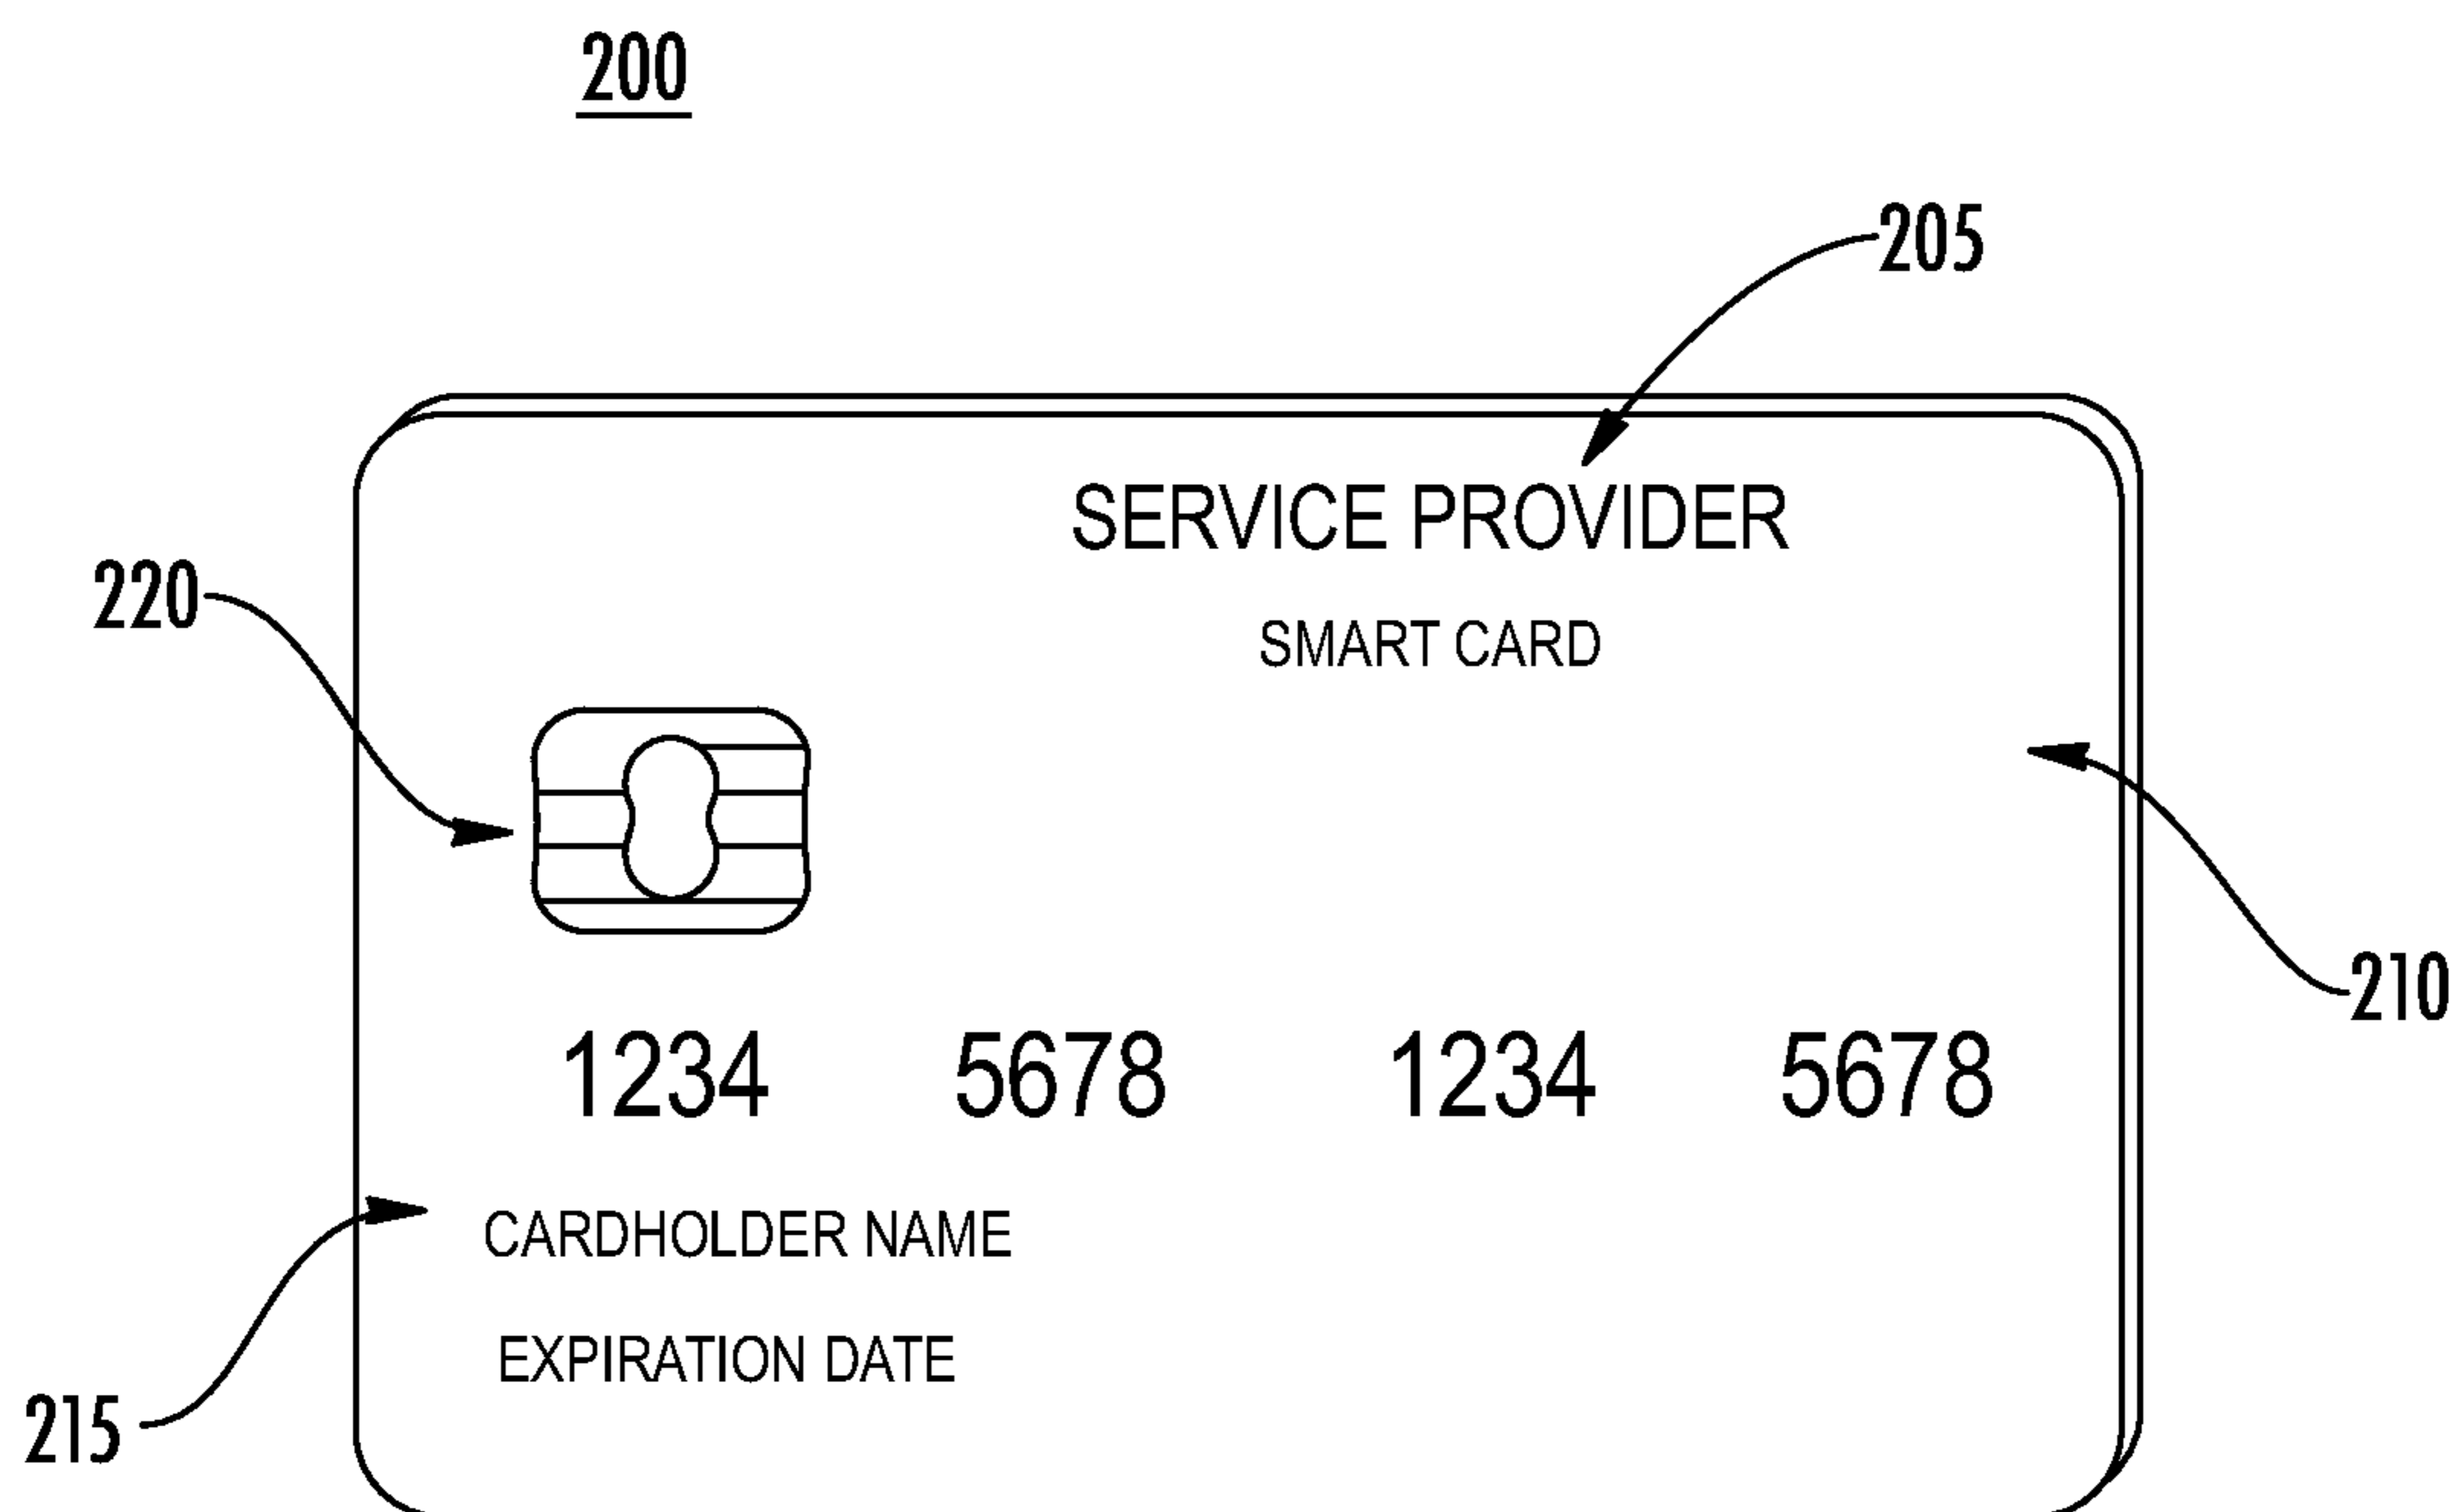 200
205
SERVICE PROVIDER
220
SMART CARD
210
1234 5678 1234 5678
CARDHOLDER NAME
EXPIRATION DATE
215